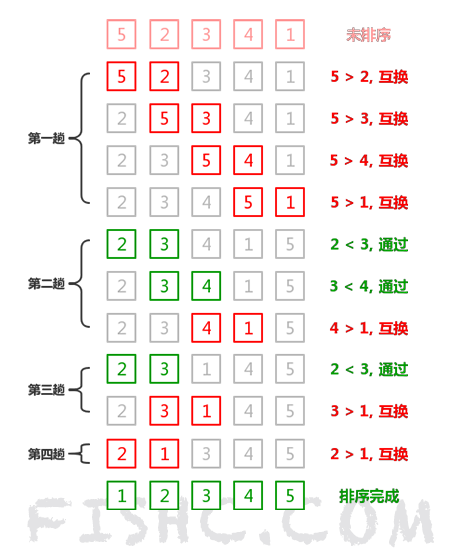 5 2 3 4 1 未排序
5 2 3 4 1 5 > 2, 互换
2 5 3 4 1 5 > 3, 互换
第一趟
2 3 5 4 1 5 > 4, 互换
2 3 4 5 1 5 > 1, 互换
2 3 4 1 5 2 < 3, 通过
第二趟 2 3 4 1 5 3 < 4, 通过
2 3 4 1 5 4 > 1, 互换
2 3 1 4 5 2 < 3, 通过
第三趟
2 3 1 4 5 3 > 1, 互换
第四趟 2 1 3 4 5 2 > 1, 互换
1 2 3 4 5 排序完成
FISHC.COM